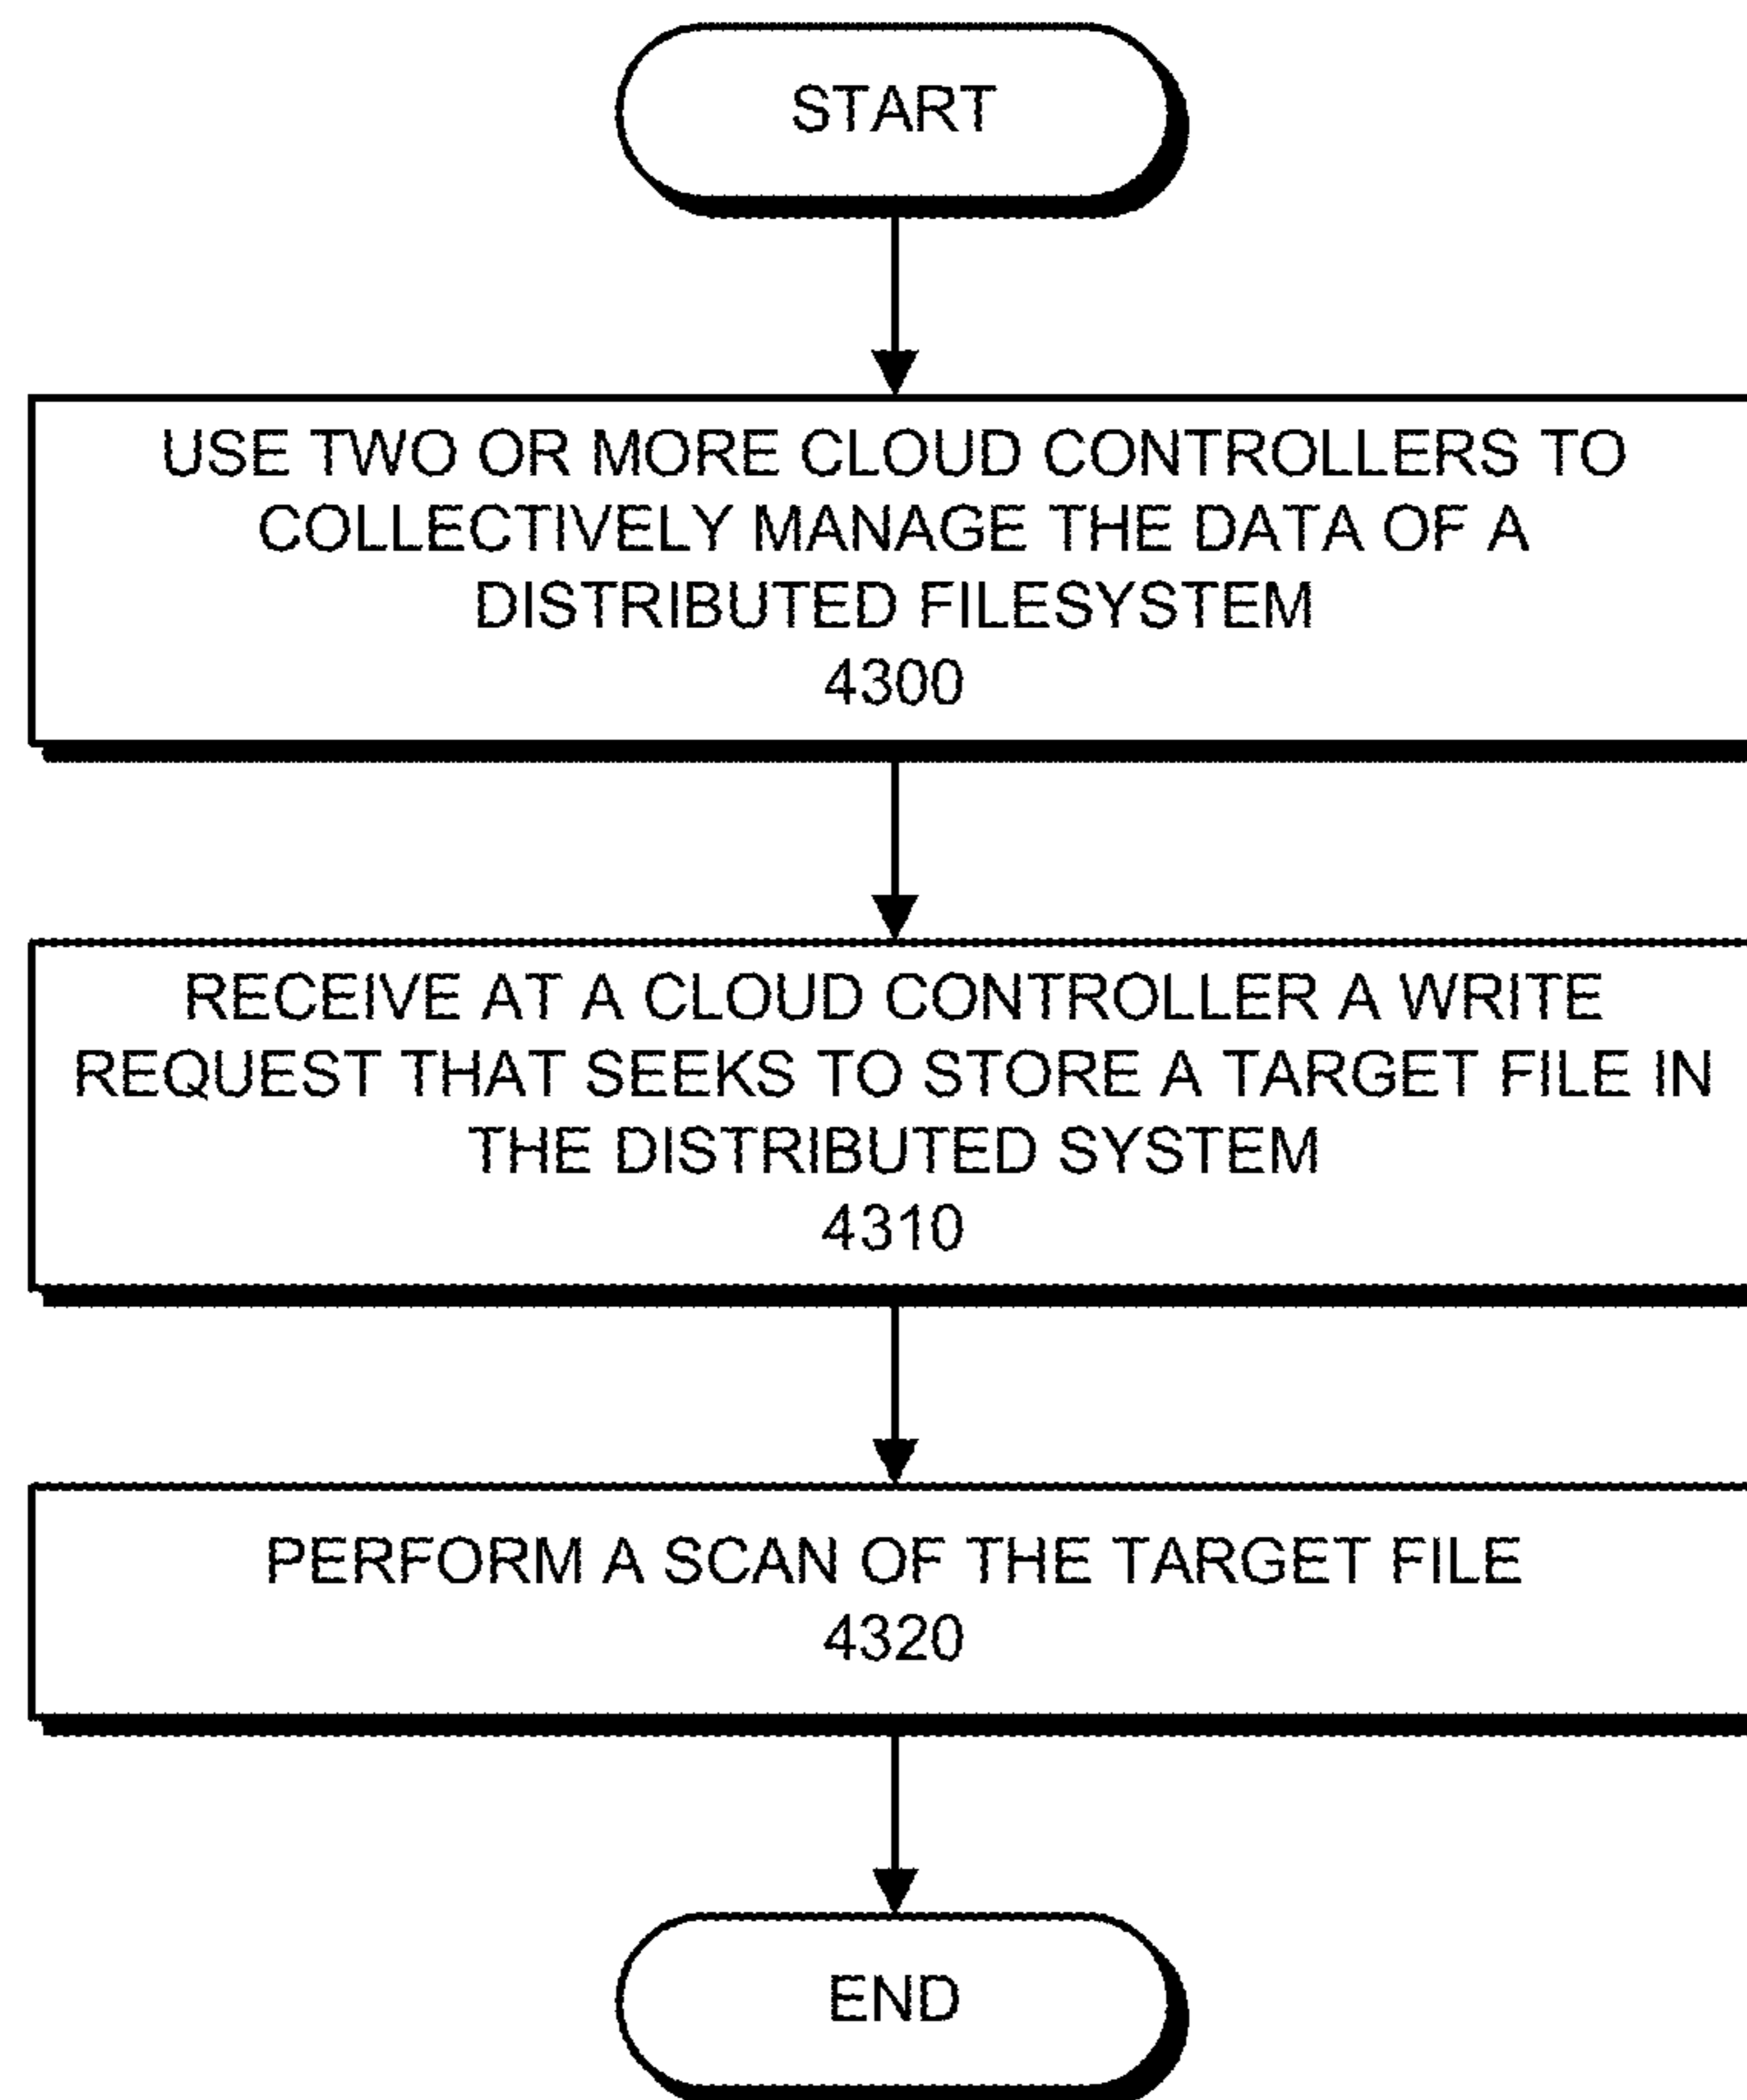 START
USE TWO OR MORE CLOUD CONTROLLERS TO
COLLECTIVELY MANAGE THE DATA OF A
DISTRIBUTED FILESYSTEM
4300
RECEIVE AT A CLOUD CONTROLLER A WRITE
REQUEST THAT SEEKS TO STORE A TARGET FILE IN
THE DISTRIBUTED SYSTEM
4310
PERFORM A SCAN OF THE TARGET FILE
4320
END